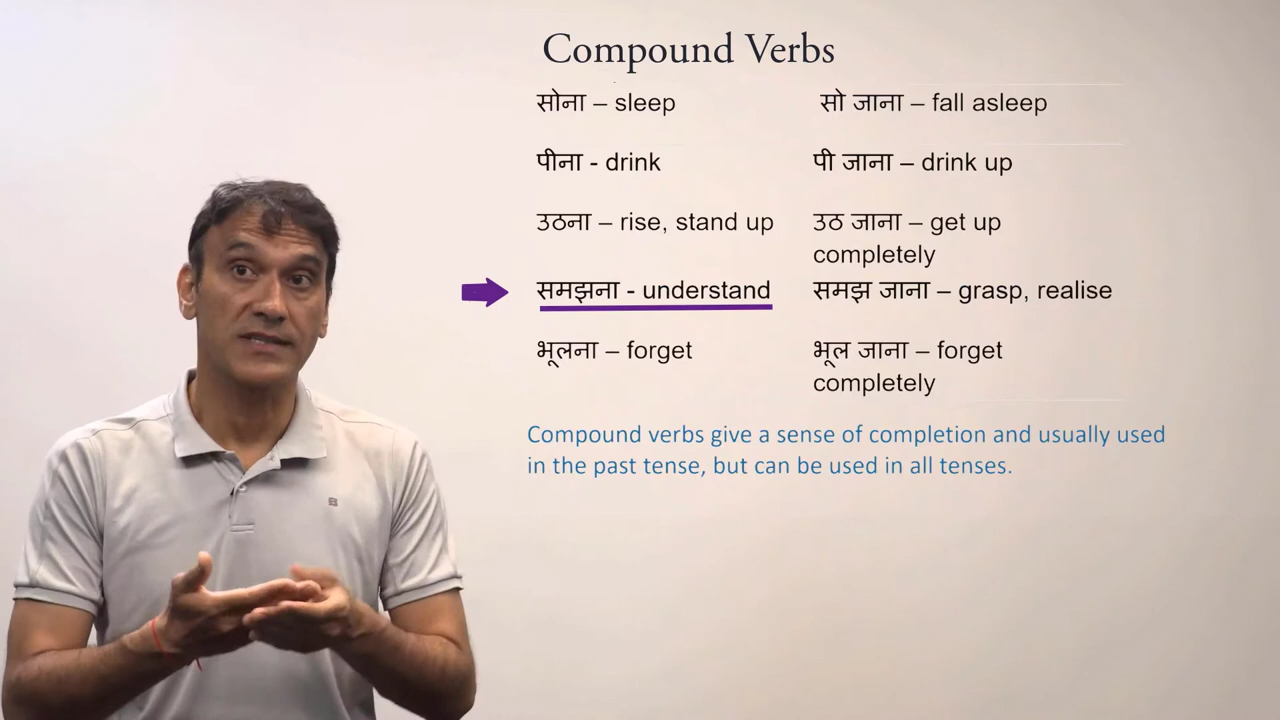 Compound Verbs
सोना – sleep सो जाना – fall asleep
पीना - drink पी जाना – drink up
उठना – rise, stand up उठ जाना – get up
completely
समझना - understand समझ जाना – grasp, realise
भूलना – forget भूल जाना – forget
completely
Compound verbs give a sense of completion and usually used
in the past tense, but can be used in all tenses.